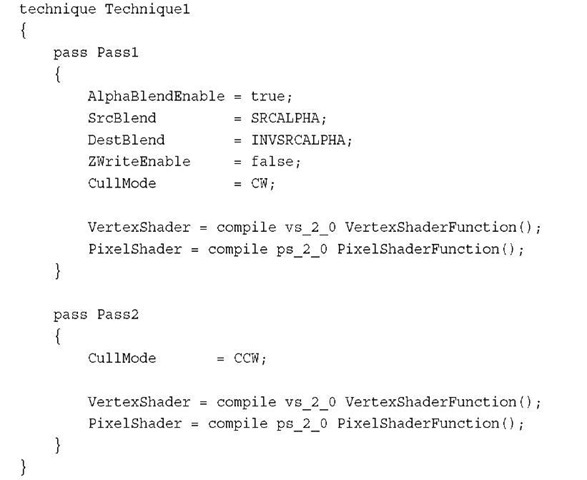 technique Technique1
{
    pass Pass1
    {
        AlphaBlendEnable = true;
        SrcBlend         = SRCALPHA;
        DestBlend        = INVSRCALPHA;
        ZWriteEnable     = false;
        CullMode         = CW;

        VertexShader = compile vs_2_0 VertexShaderFunction();
        PixelShader = compile ps_2_0 PixelShaderFunction();
    }

    pass Pass2
    {
        CullMode       = CCW;

        VertexShader = compile vs_2_0 VertexShaderFunction();
        PixelShader = compile ps_2_0 PixelShaderFunction();
    }
}